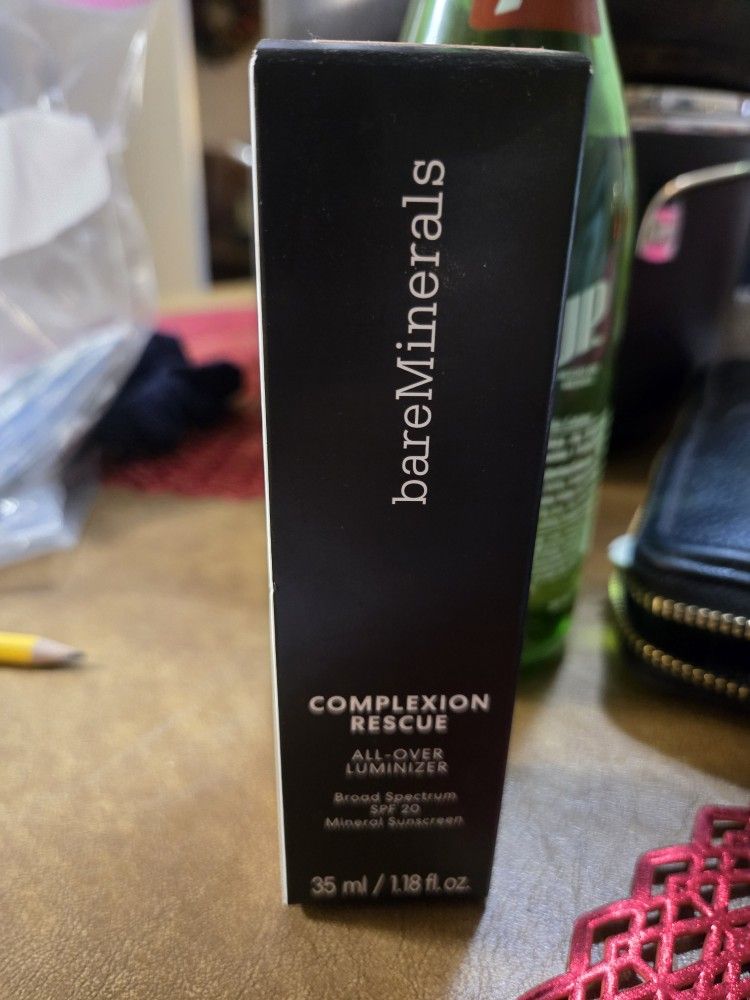 bareMinerals
COMPLEXION
RESCUE
ALL-OVER
LUMINIZER
Broad Spectrum
SPF 20
Mineral Sunscreen
35 ml / 1.18 fl. oz.